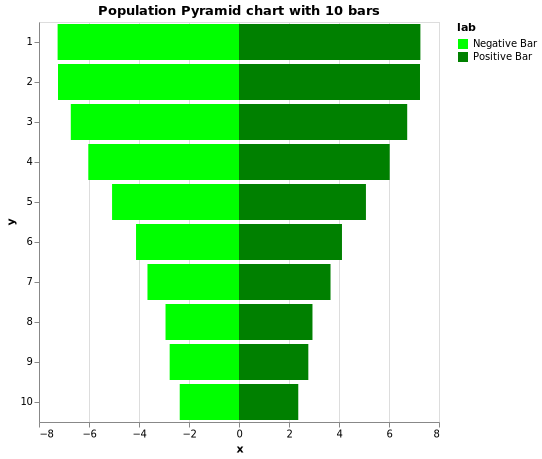 Population Pyramid chart with 10 bars
lab
Negative Bar
Positive Bar
y
1
2
3
4
5
6
7
8
9
10
−8 −6 −4 −2 0 2 4 6 8
x